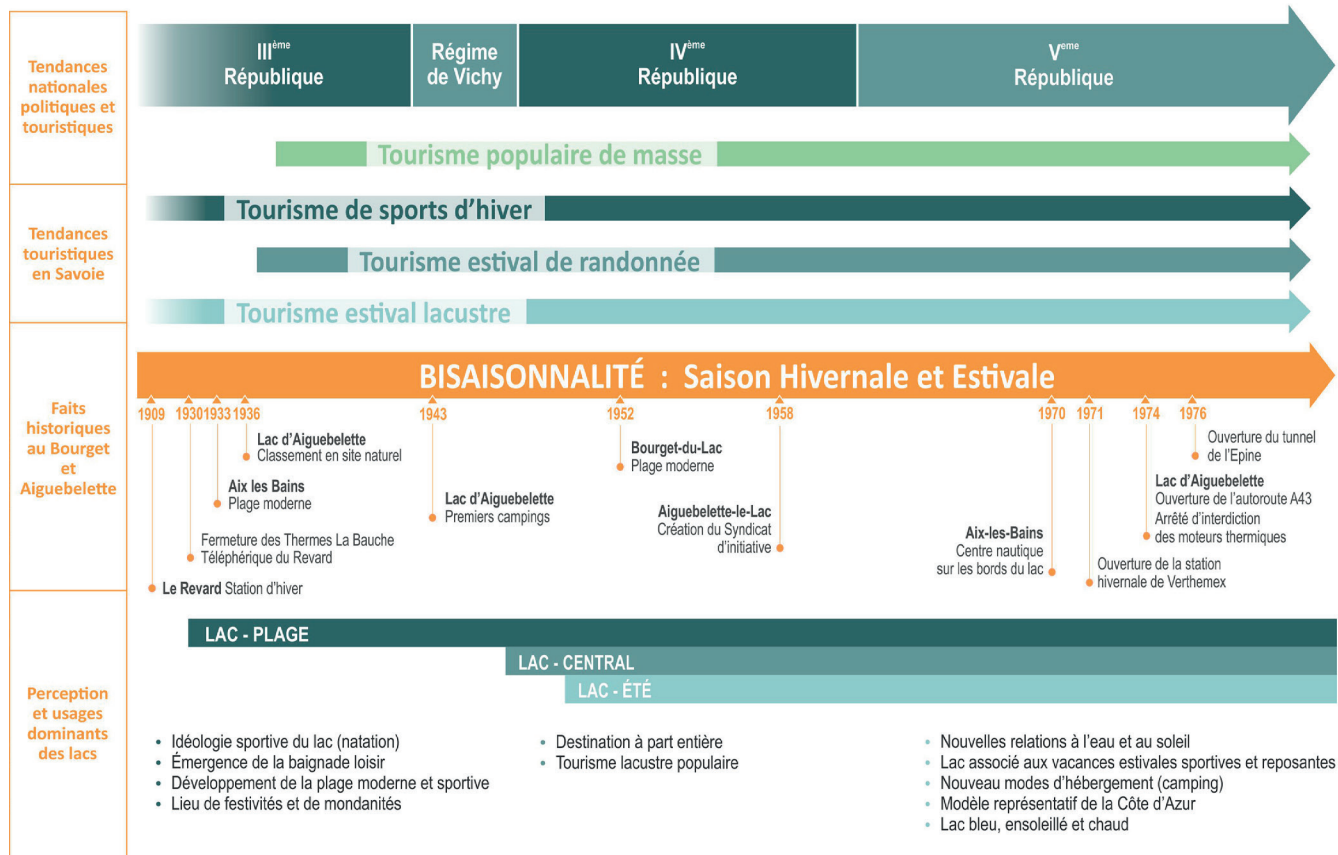 Tendances
nationales
politiques et
touristiques
IIIème
République
Régime
de Vichy
IVème
République
Veme
République
Tourisme populaire de masse
Tendances
touristiques
en Savoie
Tourisme de sports d'hiver
Tourisme estival de randonnée
Tourisme estival lacustre
Faits
historiques
au Bourget
et
Aiguebelette
BISAISONNALITÉ : Saison Hivernale et Estivale
1909
1930
1933
1936
1943
1952
1958
1970
1971
1974
1976
Le Revard Station d'hiver
Fermeture des Thermes La Bauche
Téléphérique du Revard
Aix les Bains
Plage moderne
Lac d'Aiguebelette
Classement en site naturel
Lac d'Aiguebelette
Premiers campings
Bourget-du-Lac
Plage moderne
Aiguebelette-le-Lac
Création du Syndicat
d'initiative
Aix-les-Bains
Centre nautique
sur les bords du lac
Ouverture de la station
hivernale de Verthemex
Lac d'Aiguebelette
Ouverture de l'autoroute A43
Arrêté d'interdiction
des moteurs thermiques
Ouverture du tunnel
de l'Epine
Perception
et usages
dominants
des lacs
LAC - PLAGE
LAC - CENTRAL
LAC - ÉTÉ
• Idéologie sportive du lac (natation)
• Émergence de la baignade loisir
• Développement de la plage moderne et sportive
• Lieu de festivités et de mondanités
• Destination à part entière
• Tourisme lacustre populaire
• Nouvelles relations à l'eau et au soleil
• Lac associé aux vacances estivales sportives et reposantes
• Nouveau modes d'hébergement (camping)
• Modèle représentatif de la Côte d'Azur
• Lac bleu, ensoleillé et chaud